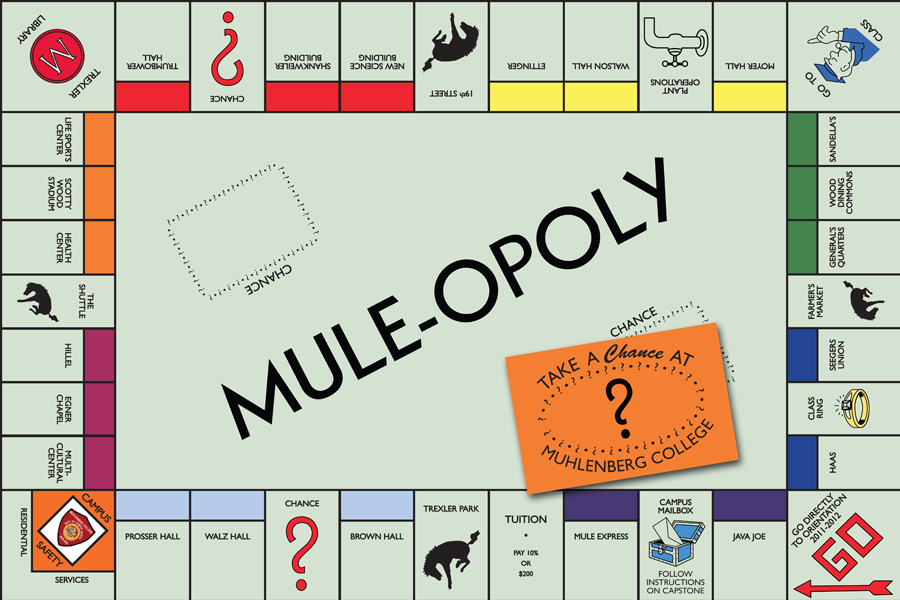 TREXLER
LIBRARY
W
TRUMBOWER
HALL
?
CHANCE
SHANKWEILER
BUILDING
NEW SCIENCE
BUILDING
19th STREET
ETTINGER
WALSON HALL
PLANT
OPERATIONS
MOYER HALL
GO TO
CLASS
LIFE SPORTS
CENTER
SCOTTY
WOOD
STADIUM
HEALTH
CENTER
THE
SHUTTLE
HILLEL
EGNER
CHAPEL
MULTI-
CULTURAL
CENTER
CHANCE
MULE-OPOLY
CHANCE
TAKE A Chance AT
?
MUHLENBERG COLLEGE
SANDELLA'S
WOOD
DINING
COMMONS
GENERAL'S
QUARTERS
FARMER'S
MARKET
SEEGERS
UNION
CLASS
RING
HAAS
RESIDENTIAL
CAMPUS
SAFETY
SERVICES
PROSSER HALL
WALZ HALL
CHANCE
?
BROWN HALL
TREXLER PARK
TUITION
•
PAY 10%
OR
$200
MULE EXPRESS
CAMPUS
MAILBOX
FOLLOW
INSTRUCTIONS
ON CAPSTONE
JAVA JOE
GO DIRECTLY
TO ORIENTATION
2011-2012
GO